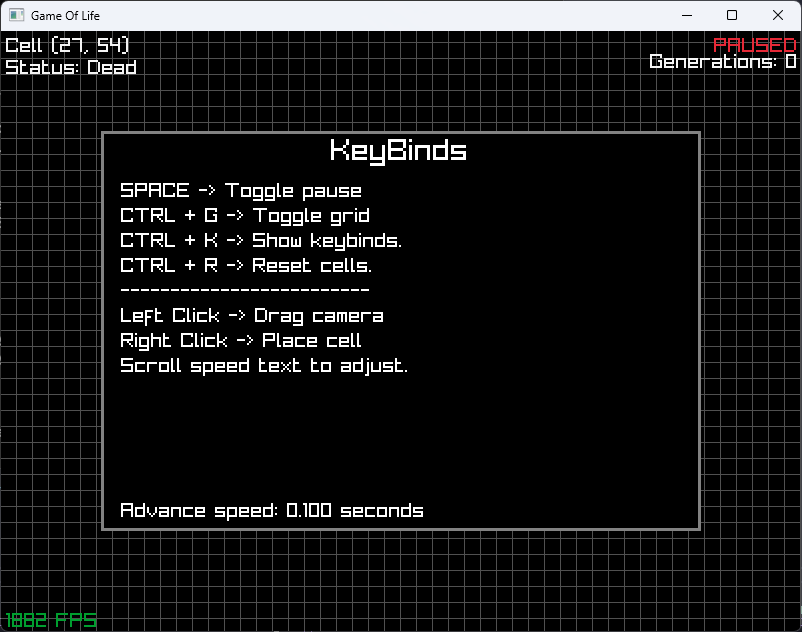 Game Of Life
Cell (27, 54)
PAUSED
Status: Dead
Generations: 0
KeyBinds
SPACE -> Toggle pause
CTRL + G -> Toggle grid
CTRL + K -> Show keybinds.
CTRL + R -> Reset cells.
-------------------------
Left Click -> Drag camera
Right Click -> Place cell
Scroll speed text to adjust.
Advance speed: 0.100 seconds
1882 FPS